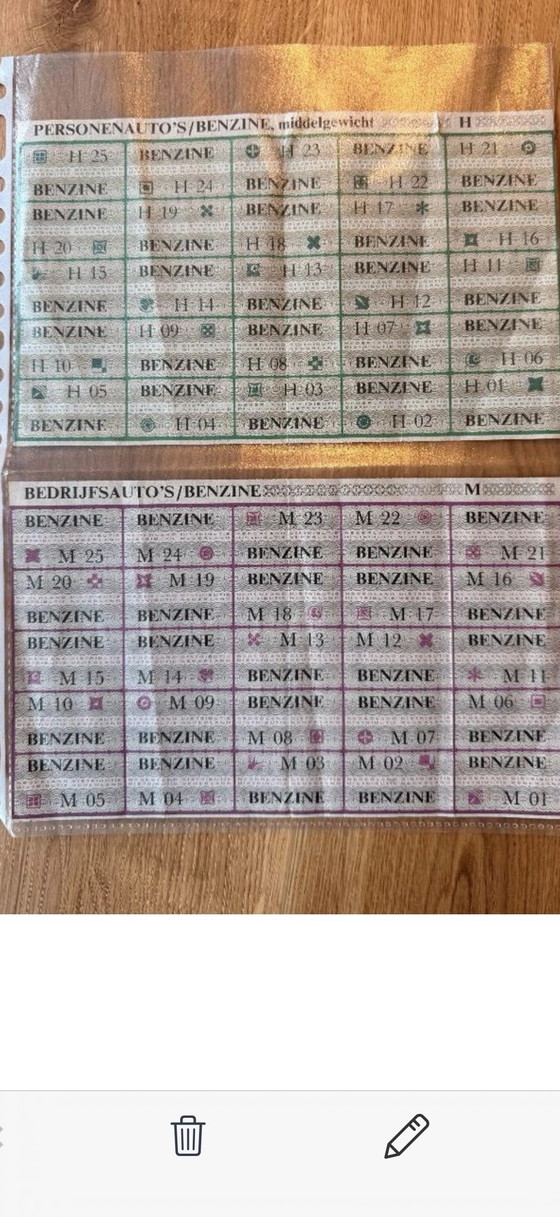 PERSONENAUTO'S/BENZINE, middelgewicht H
H 25 BENZINE H 23 BENZINE H 21
BENZINE H 24 BENZINE H 22 BENZINE
BENZINE H 19 BENZINE H 17 BENZINE
H 20 BENZINE H 18 BENZINE H 16
H 15 BENZINE H 13 BENZINE H 11
BENZINE H 14 BENZINE H 12 BENZINE
BENZINE H 09 BENZINE H 07 BENZINE
H 10 BENZINE H 08 BENZINE H 06
H 05 BENZINE H 03 BENZINE H 01
BENZINE H 04 BENZINE H 02 BENZINE
BEDRIJFSAUTO'S/BENZINE M
BENZINE BENZINE M 23 M 22 BENZINE
M 25 M 24 BENZINE BENZINE M 21
M 20 M 19 BENZINE BENZINE M 16
BENZINE BENZINE M 18 M 17 BENZINE
BENZINE BENZINE M 13 M 12 BENZINE
M 15 M 14 BENZINE BENZINE M 11
M 10 M 09 BENZINE BENZINE M 06
BENZINE BENZINE M 08 M 07 BENZINE
BENZINE BENZINE M 03 M 02 BENZINE
M 05 M 04 BENZINE BENZINE M 01